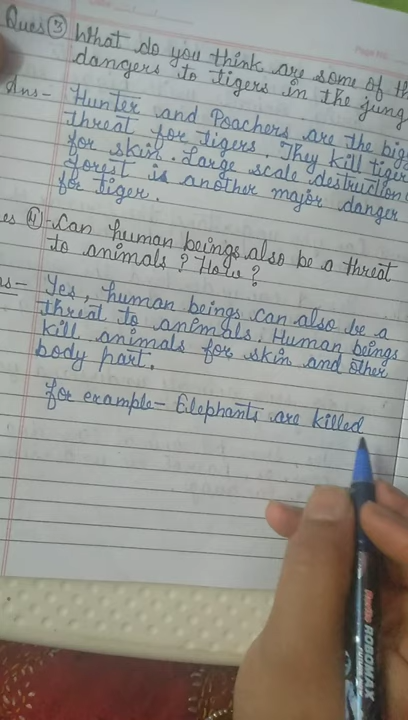 Ques ③ What do you think are some of th
dangers to tigers in the jung
Ans- Hunter and Poachers are the big
threat for tigers. They kill tiger
for skin. Large scale destruction
forest is another major danger
for tiger.
es ④ - Can human beings also be a threat
to animals? How?
ns- Yes, human beings can also be a
threat to animals. Human beings
kill animals for skin and other
body part.
for example- Elephants are killed
ROBOMAX